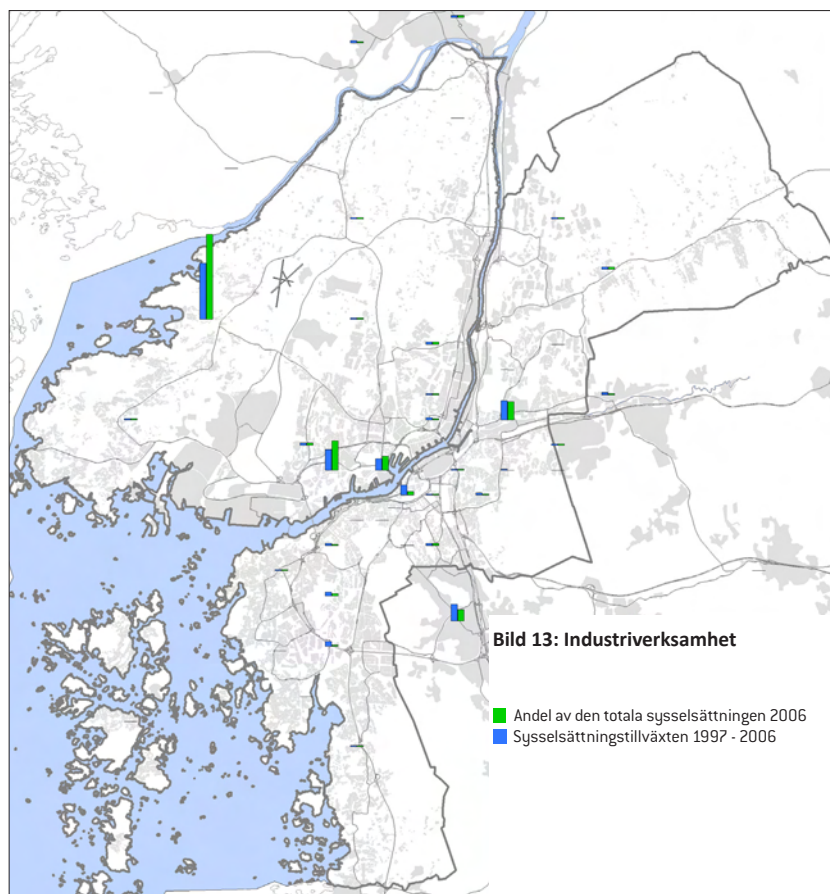 Bild 13: Industriverksamhet
Andel av den totala sysselsättningen 2006
Sysselsättningstillväxten 1997 - 2006